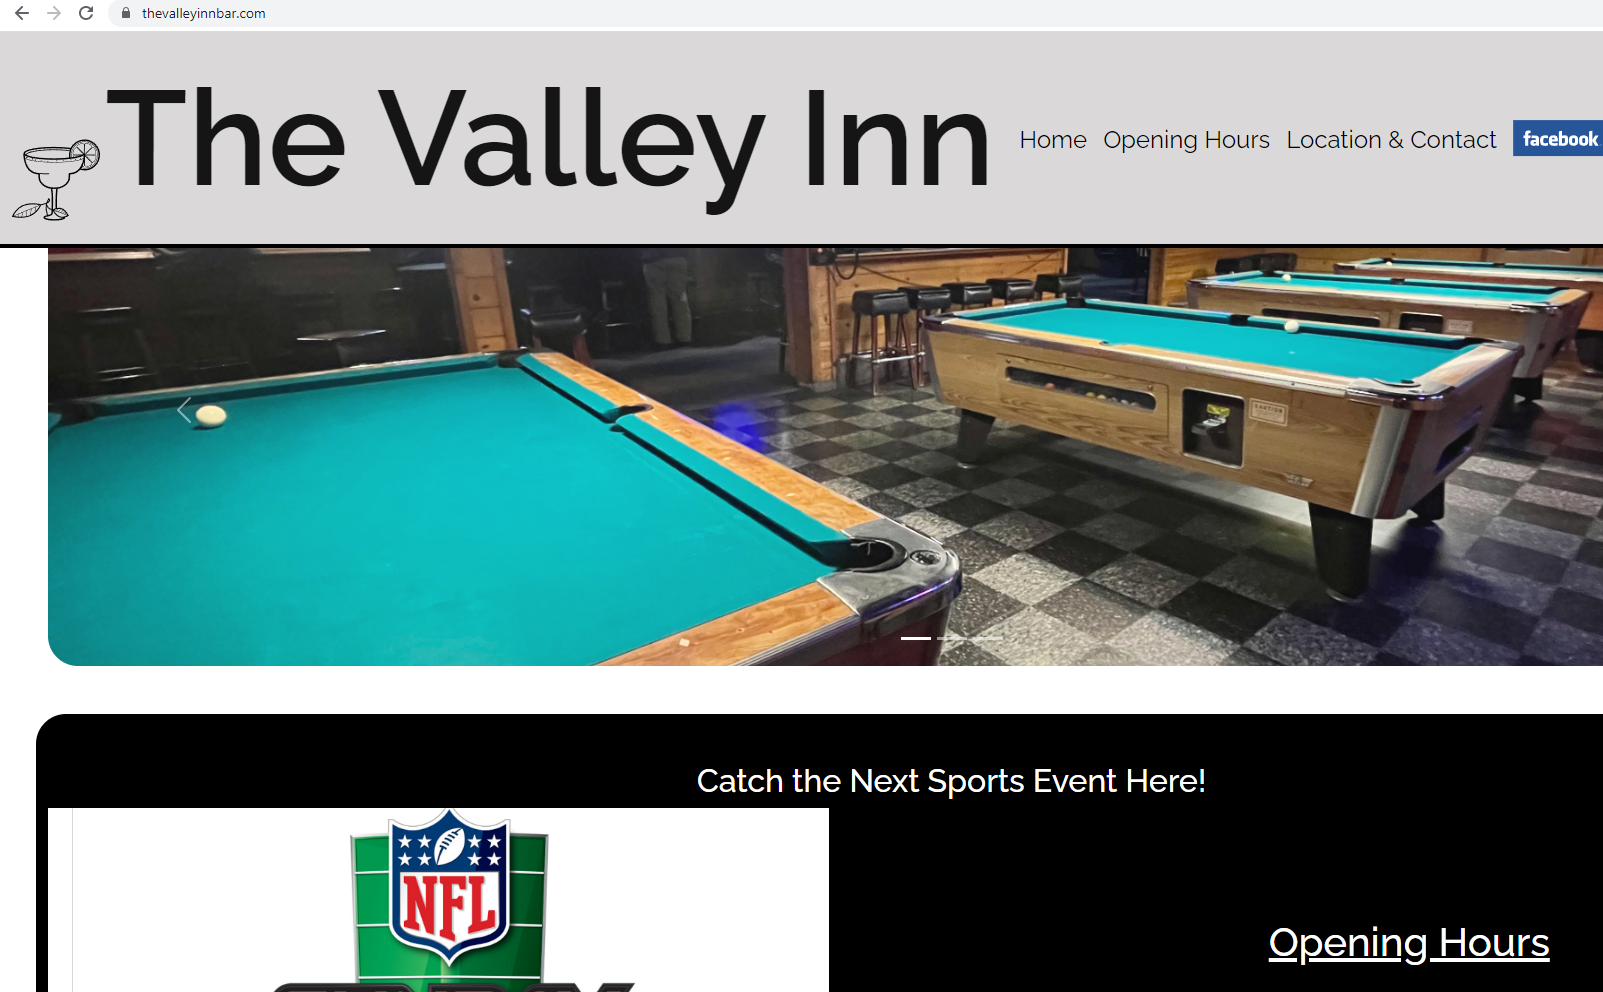 thevalleyinnbar.com
The Valley Inn
Home Opening Hours Location & Contact facebook
CAUTION
Catch the Next Sports Event Here!
NFL
Opening Hours